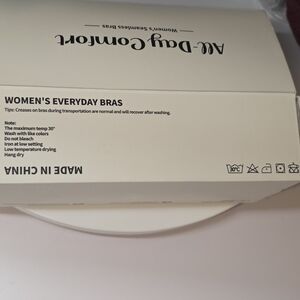 All-Day Comfort
Women's Seamless Bras
WOMEN'S EVERYDAY BRAS
Tips: Creases on bras during transportation are normal and will recover after washing.
Note:
The maximum temp 30°
Wash with like colors
Do not bleach
Iron at low setting
Low temperature drying
Hang dry
MADE IN CHINA
30°C